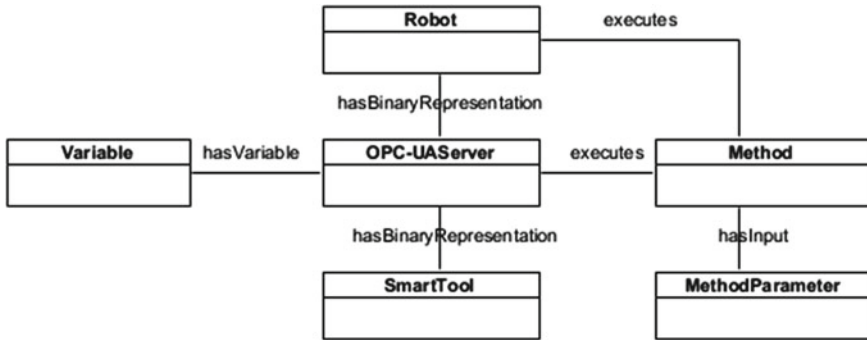 Robot
executes
hasBinaryRepresentation
Variable
hasVariable
OPC-UAServer
executes
Method
hasBinaryRepresentation
hasInput
SmartTool
MethodParameter